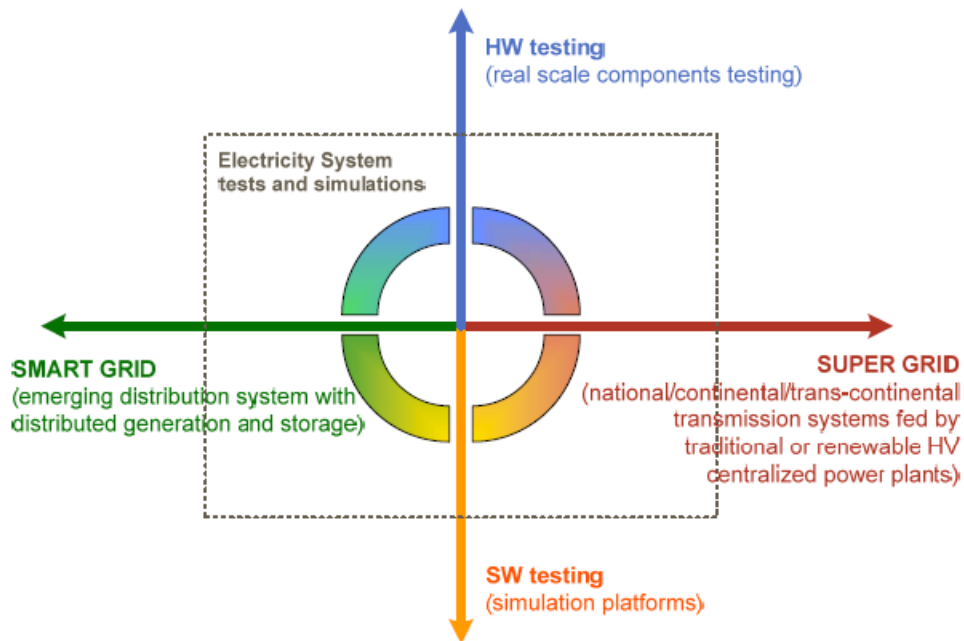 HW testing
(real scale components testing)
Electricity System
tests and simulations
SMART GRID
(emerging distribution system with
distributed generation and storage)
SUPER GRID
(national/continental/trans-continental
transmission systems fed by
traditional or renewable HV
centralized power plants)
SW testing
(simulation platforms)